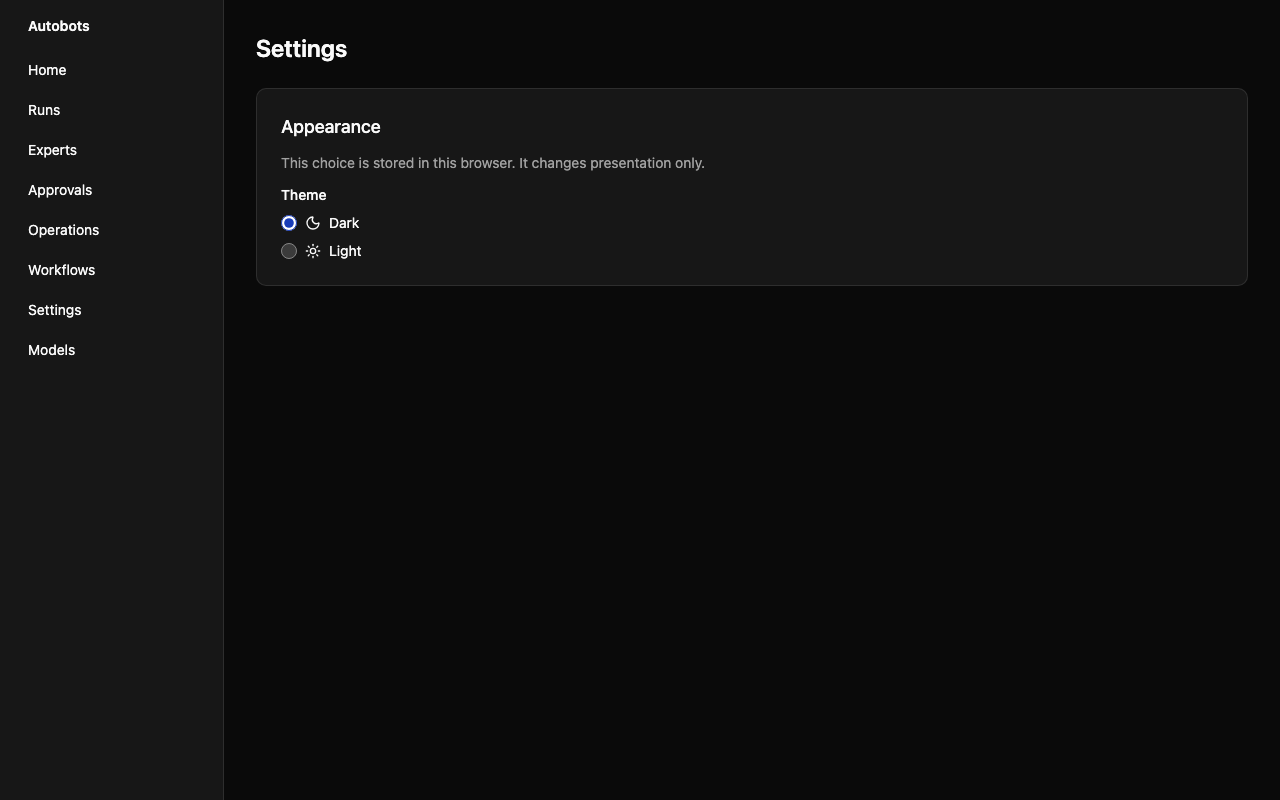 Autobots
Home
Runs
Experts
Approvals
Operations
Workflows
Settings
Models
Settings
Appearance
This choice is stored in this browser. It changes presentation only.
Theme
Dark
Light